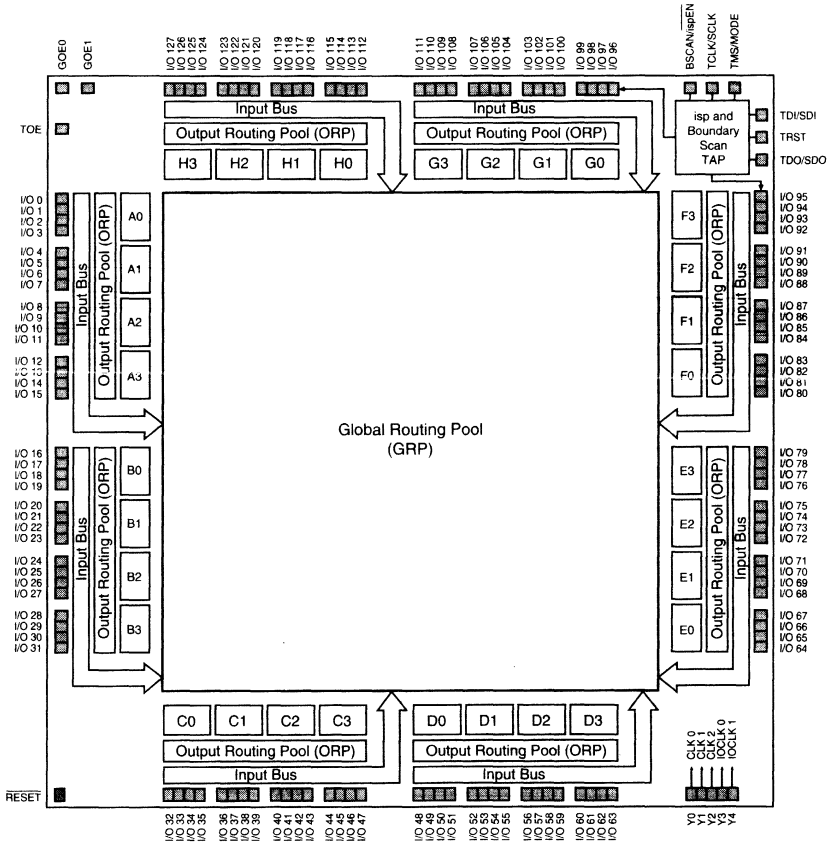 GOE0
GOE1
I/O 127
I/O 126
I/O 125
I/O 124
I/O 123
I/O 122
I/O 121
I/O 120
I/O 119
I/O 118
I/O 117
I/O 116
I/O 115
I/O 114
I/O 113
I/O 112
I/O 111
I/O 110
I/O 109
I/O 108
I/O 107
I/O 106
I/O 105
I/O 104
I/O 103
I/O 102
I/O 101
I/O 100
I/O 99
I/O 98
I/O 97
I/O 96
BSCAN/ispEN
TCLK/SCLK
TMS/MODE
TOE
Input Bus
Output Routing Pool (ORP)
H3 H2 H1 H0
Input Bus
Output Routing Pool (ORP)
G3 G2 G1 G0
isp and
Boundary
Scan
TAP
TDI/SDI
TRST
TDO/SDO
I/O 0
I/O 1
I/O 2
I/O 3
I/O 4
I/O 5
I/O 6
I/O 7
I/O 8
I/O 9
I/O 10
I/O 11
I/O 12
I/O 13
I/O 14
I/O 15
Input Bus
Output Routing Pool (ORP)
A0
A1
A2
A3
I/O 16
I/O 17
I/O 18
I/O 19
I/O 20
I/O 21
I/O 22
I/O 23
I/O 24
I/O 25
I/O 26
I/O 27
I/O 28
I/O 29
I/O 30
I/O 31
Input Bus
Output Routing Pool (ORP)
B0
B1
B2
B3
Global Routing Pool
(GRP)
F3
F2
F1
F0
Output Routing Pool (ORP)
Input Bus
I/O 95
I/O 94
I/O 93
I/O 92
I/O 91
I/O 90
I/O 89
I/O 88
I/O 87
I/O 86
I/O 85
I/O 84
I/O 83
I/O 82
I/O 81
I/O 80
E3
E2
E1
E0
Output Routing Pool (ORP)
Input Bus
I/O 79
I/O 78
I/O 77
I/O 76
I/O 75
I/O 74
I/O 73
I/O 72
I/O 71
I/O 70
I/O 69
I/O 68
I/O 67
I/O 66
I/O 65
I/O 64
C0 C1 C2 C3
Output Routing Pool (ORP)
Input Bus
D0 D1 D2 D3
Output Routing Pool (ORP)
Input Bus
CLK 0
CLK 1
CLK 2
IOCLK 0
IOCLK 1
RESET
I/O 32
I/O 33
I/O 34
I/O 35
I/O 36
I/O 37
I/O 38
I/O 39
I/O 40
I/O 41
I/O 42
I/O 43
I/O 44
I/O 45
I/O 46
I/O 47
I/O 48
I/O 49
I/O 50
I/O 51
I/O 52
I/O 53
I/O 54
I/O 55
I/O 56
I/O 57
I/O 58
I/O 59
I/O 60
I/O 61
I/O 62
I/O 63
Y0
Y1
Y2
Y3
Y4